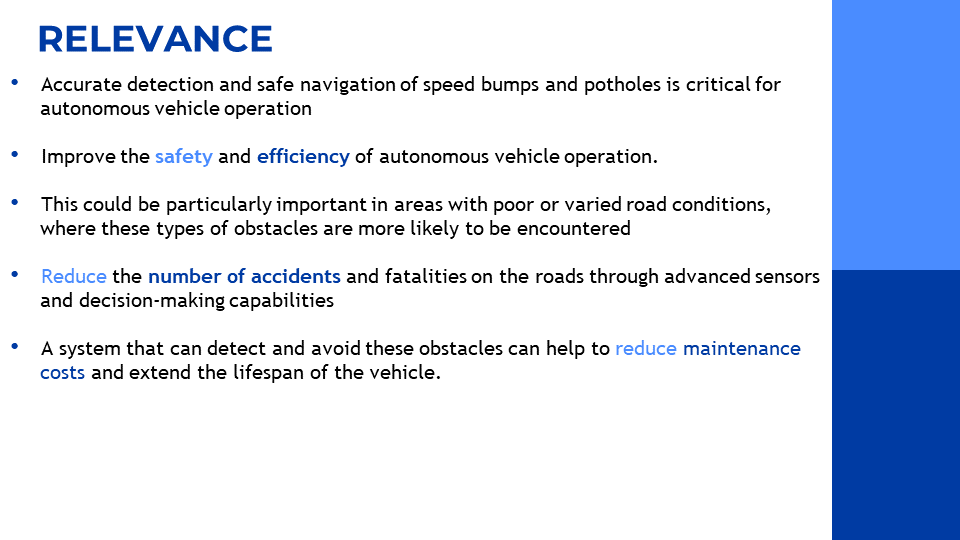 RELEVANCE
• Accurate detection and safe navigation of speed bumps and potholes is critical for
autonomous vehicle operation
• Improve the safety and efficiency of autonomous vehicle operation.
• This could be particularly important in areas with poor or varied road conditions,
where these types of obstacles are more likely to be encountered
• Reduce the number of accidents and fatalities on the roads through advanced sensors
and decision-making capabilities
• A system that can detect and avoid these obstacles can help to reduce maintenance
costs and extend the lifespan of the vehicle.